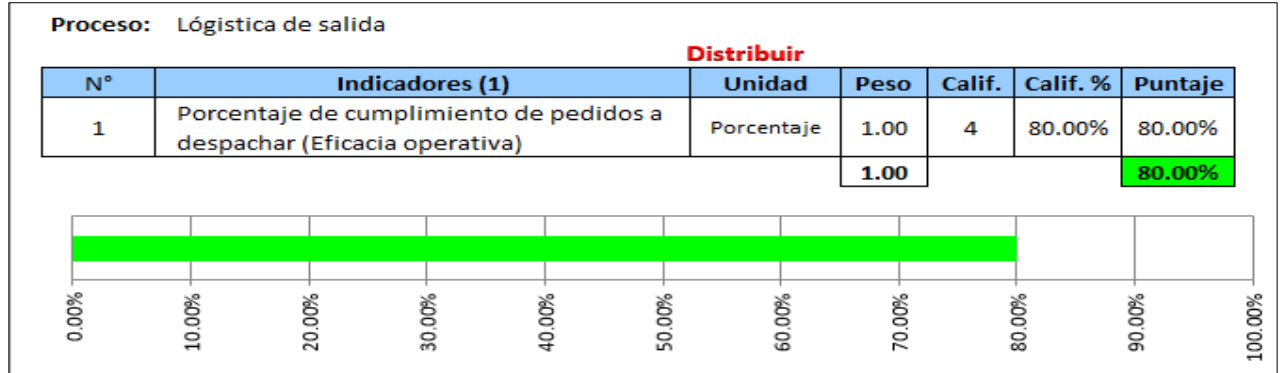 Proceso: Lógistica de salida
Distribuir
N° Indicadores (1) Unidad Peso Calif. Calif. % Puntaje
1 Porcentaje de cumplimiento de pedidos a despachar (Eficacia operativa) Porcentaje 1.00 4 80.00% 80.00%
1.00 80.00%
0.00% 10.00% 20.00% 30.00% 40.00% 50.00% 60.00% 70.00% 80.00% 90.00% 100.00%